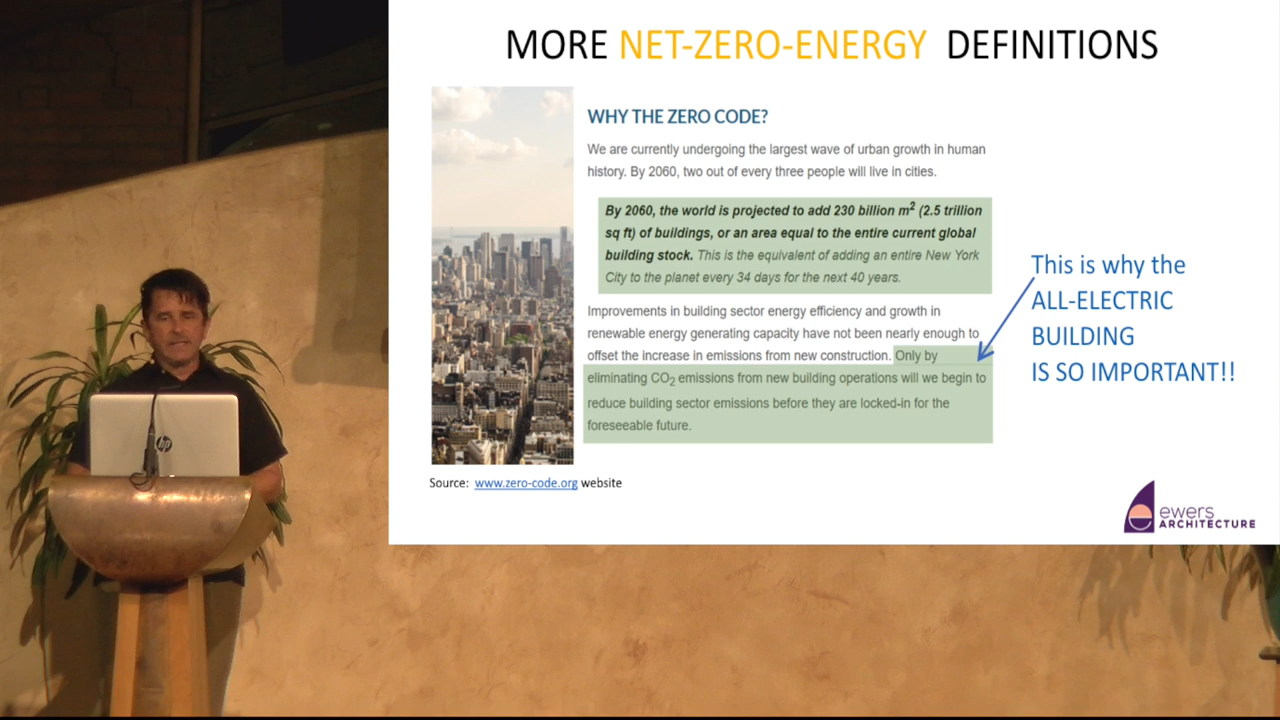 MORE NET-ZERO-ENERGY DEFINITIONS
WHY THE ZERO CODE?
We are currently undergoing the largest wave of urban growth in human
history. By 2060, two out of every three people will live in cities.
By 2060, the world is projected to add 230 billion m² (2.5 trillion
sq ft) of buildings, or an area equal to the entire current global
building stock. This is the equivalent of adding an entire New York
City to the planet every 34 days for the next 40 years.
Improvements in building sector energy efficiency and growth in
renewable energy generating capacity have not been nearly enough to
offset the increase in emissions from new construction. Only by
eliminating CO₂ emissions from new building operations will we begin to
reduce building sector emissions before they are locked-in for the
foreseeable future.
This is why the
ALL-ELECTRIC
BUILDING
IS SO IMPORTANT!!
Source: www.zero-code.org website
ewers
ARCHITECTURE
hp